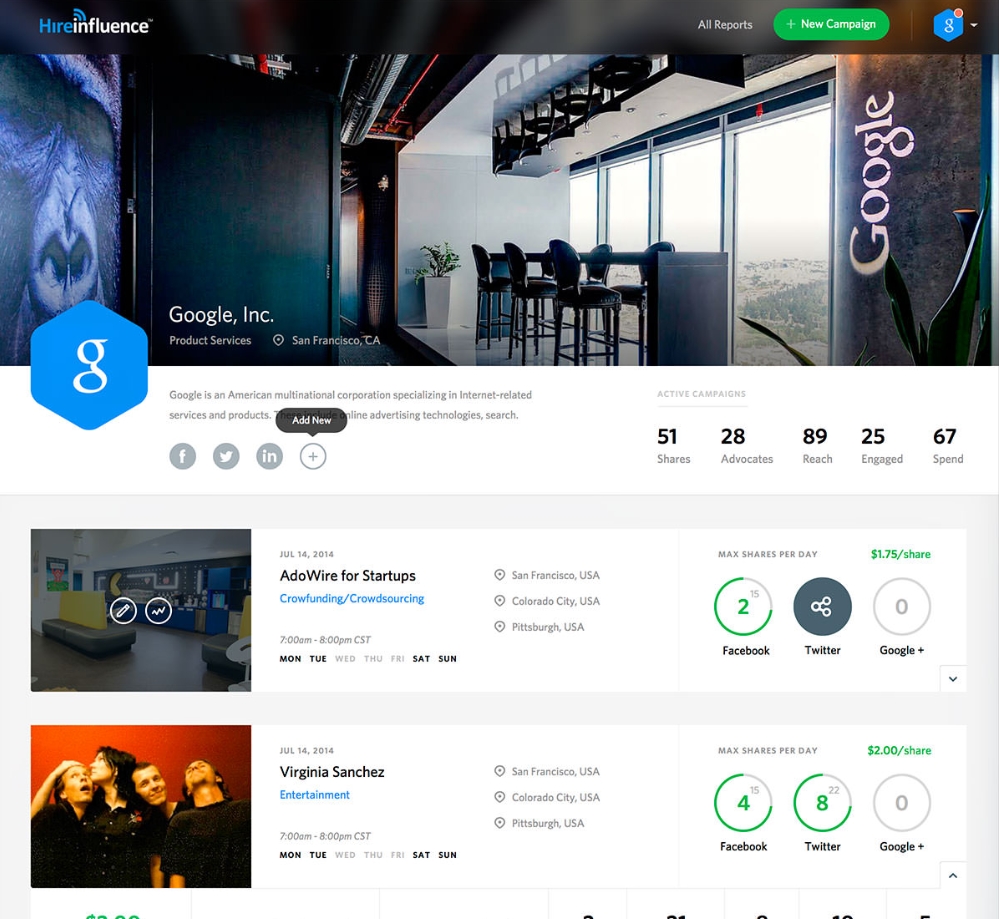 Hireinfluence™
All Reports
+ New Campaign
g
Google
Google, Inc.
Product Services
San Francisco, CA
g
Google is an American multinational corporation specializing in Internet-related
services and products. There include online advertising technologies, search.
Add New
f
in
+
ACTIVE CAMPAIGNS
51 28 89 25 67
Shares Advocates Reach Engaged Spend
JUL 14, 2014
AdoWire for Startups
Crowfunding/Crowdsourcing
7:00am - 8:00pm CST
MON TUE WED THU FRI SAT SUN
San Francisco, USA
Colorado City, USA
Pittsburgh, USA
MAX SHARES PER DAY
$1.75/share
2 15
0
Facebook Twitter Google +
JUL 14, 2014
Virginia Sanchez
Entertainment
7:00am - 8:00pm CST
MON TUE WED THU FRI SAT SUN
San Francisco, USA
Colorado City, USA
Pittsburgh, USA
MAX SHARES PER DAY
$2.00/share
4 15
8 22
0
Facebook Twitter Google +